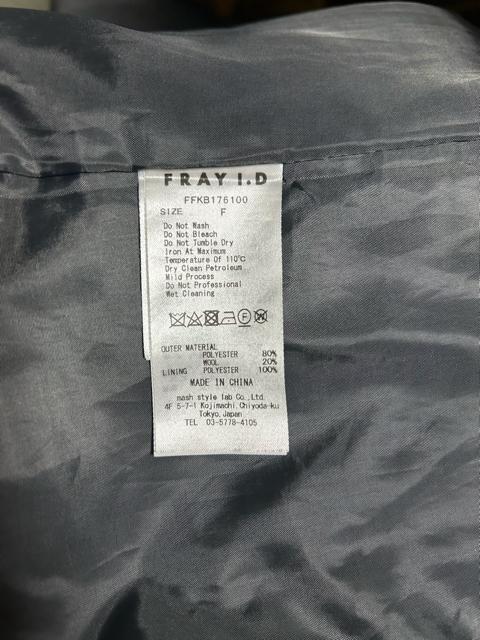 FRAY I.D
FFKB176100
SIZE F
Do Not Wash
Do Not Bleach
Do Not Tumble Dry
Iron At Maximum
Temperature Of 110℃
Dry Clean Petroleum
Mild Process
Do Not Professional
Wet Cleaning
F W
OUTER MATERIAL
POLYESTER 80%
WOOL 20%
LINING POLYESTER 100%
MADE IN CHINA
mash style lab Co.,Ltd.
4F 5-7-1 Kojimachi,Chiyoda-ku
Tokyo,Japan
TEL 03-5778-4105